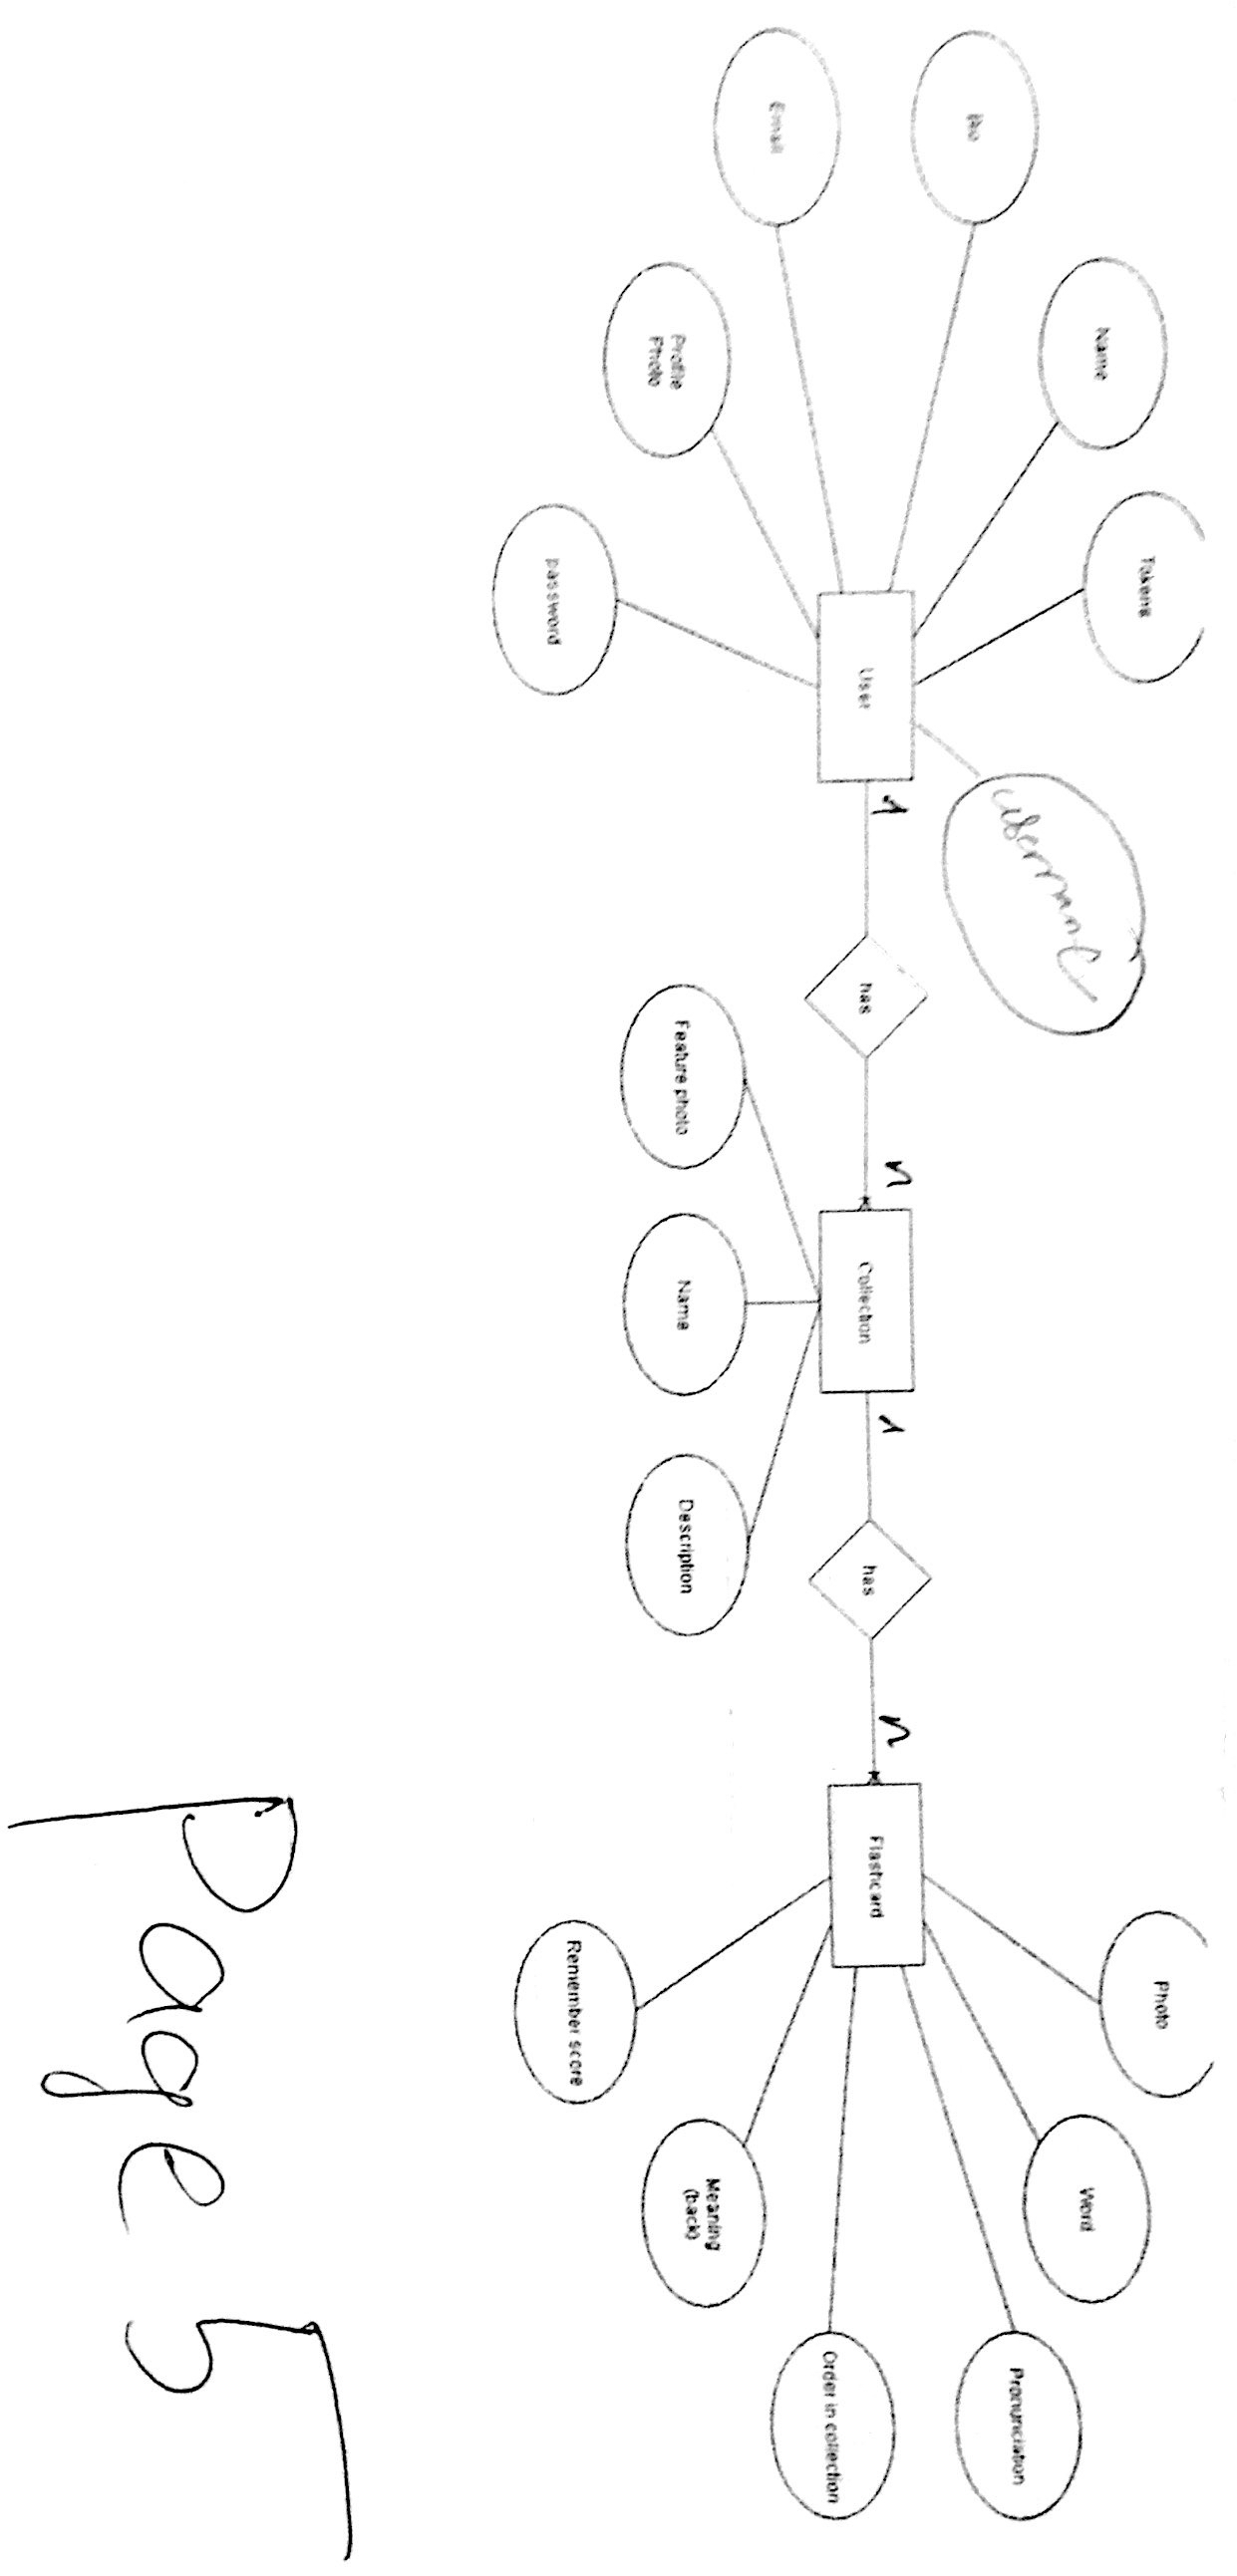 Tokens
Photo
Name
Word
username
Pronunciation
Bio
1
n
1
n
User
has
Collection
has
Flashcard
Order in collection
Email
Meaning
(back)
Feature photo
Name
Description
Profile
Photo
Remember score
password
Page 5